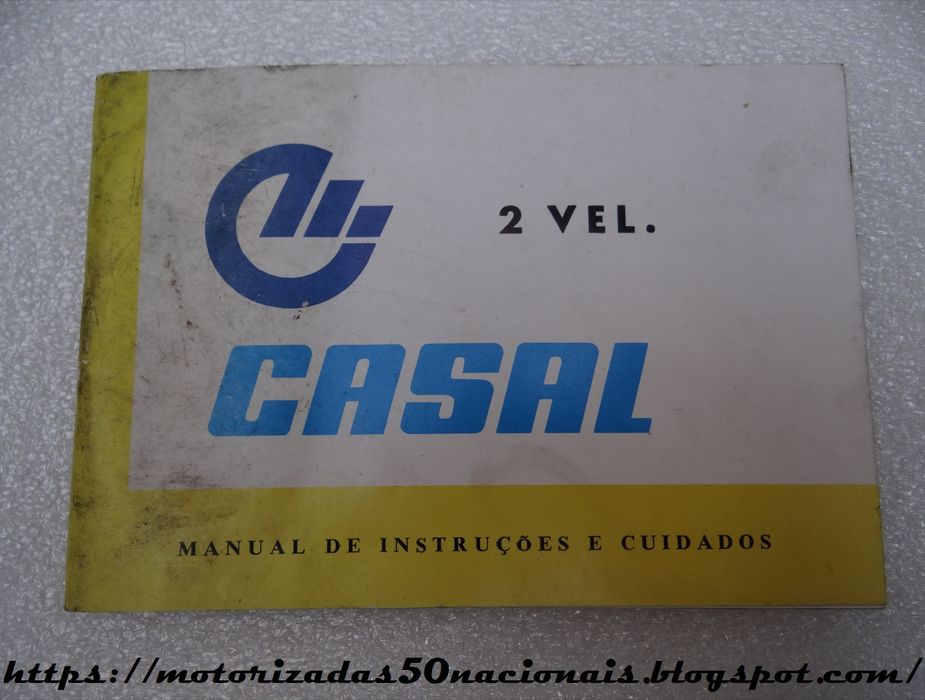 2 VEL.
CASAL
MANUAL DE INSTRUÇÕES E CUIDADOS
https://motorizadas50nacionais.blogspot.com/